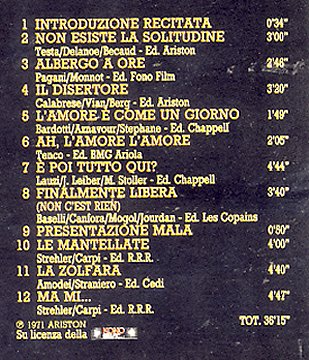 1 INTRODUZIONE RECITATA 0'34"
2 NON ESISTE LA SOLITUDINE 3'00"
Testa/Delanoe/Becaud - Ed. Ariston
3 ALBERGO A ORE 2'46"
Pagani/Monnot - Ed. Fono Film
4 IL DISERTORE 3'20"
Calabrese/Vian/Berg - Ed. Ariston
5 L'AMORE È COME UN GIORNO 1'49"
Bardotti/Aznavour/Stephane - Ed. Chappell
6 AH, L'AMORE L'AMORE 2'05"
Tenco - Ed. BMG Ariola
7 E POI TUTTO QUI? 4'44"
Lauzi/J. Leiber/M. Stoller - Ed. Chappell
8 FINALMENTE LIBERA 3'40"
(NON C'EST RIEN)
Baselli/Canfora/Mogol/Jourdan - Ed. Les Copains
9 PRESENTAZIONE MALA 0'50"
10 LE MANTELLATE 4'00"
Strehler/Carpi - Ed. R.R.R.
11 LA ZOLFARA 4'40"
Amodei/Straniero - Ed. Cedi
12 MA MI... 4'47"
Strehler/Carpi - Ed. R.R.R.
℗ 1971 ARISTON TOT. 36'15"
Su licenza della